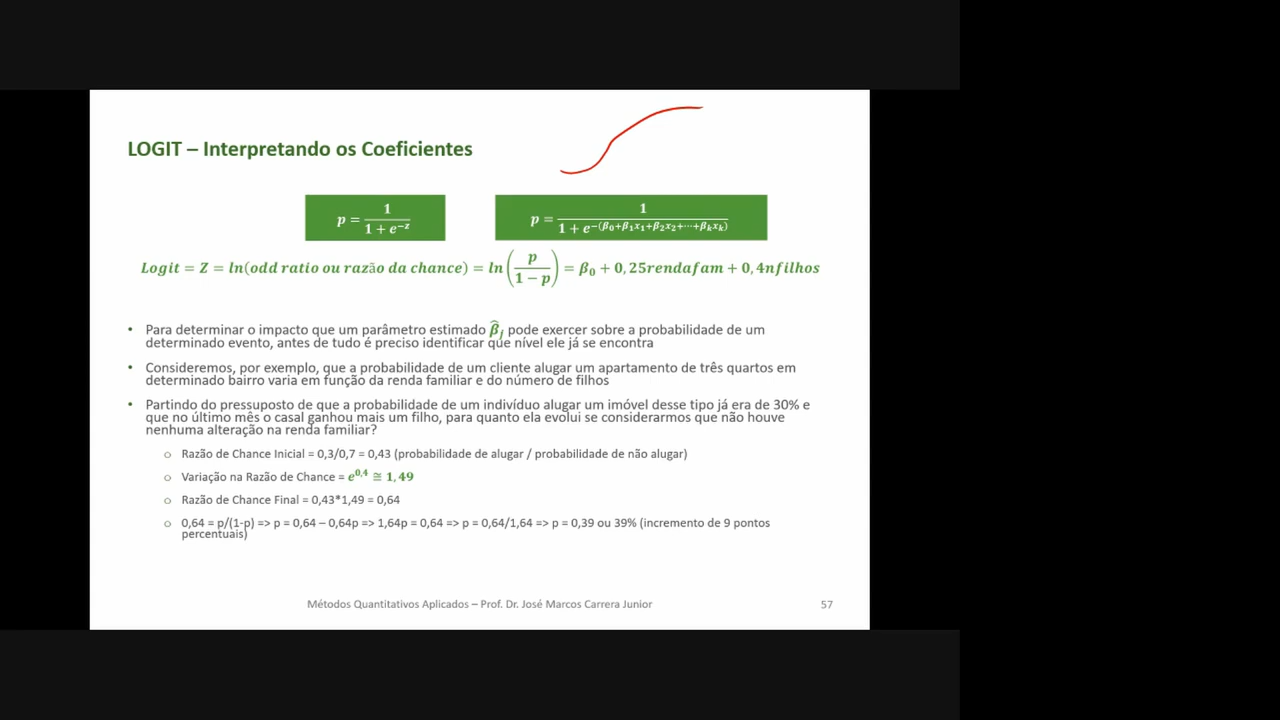 LOGIT – Interpretando os Coeficientes
p = 1 / (1 + e^{-z})
p = 1 / (1 + e^{-(β₀+β₁x₁+β₂x₂+⋯+βₖxₖ)})
Logit = Z = ln(odd ratio ou razão da chance) = ln(p / (1 − p)) = β₀ + 0,25rendafam + 0,4nfilhos
• Para determinar o impacto que um parâmetro estimado β̂ⱼ pode exercer sobre a probabilidade de um
determinado evento, antes de tudo é preciso identificar que nível ele já se encontra
• Consideremos, por exemplo, que a probabilidade de um cliente alugar um apartamento de três quartos em
determinado bairro varia em função da renda familiar e do número de filhos
• Partindo do pressuposto de que a probabilidade de um indivíduo alugar um imóvel desse tipo já era de 30% e
que no último mês o casal ganhou mais um filho, para quanto ela evolui se considerarmos que não houve
nenhuma alteração na renda familiar?
o Razão de Chance Inicial = 0,3/0,7 = 0,43 (probabilidade de alugar / probabilidade de não alugar)
o Variação na Razão de Chance = e^{0,4} ≅ 1,49
o Razão de Chance Final = 0,43*1,49 = 0,64
o 0,64 = p/(1-p) => p = 0,64 – 0,64p => 1,64p = 0,64 => p = 0,64/1,64 => p = 0,39 ou 39% (incremento de 9 pontos
percentuais)
Métodos Quantitativos Aplicados – Prof. Dr. José Marcos Carrera Junior
57